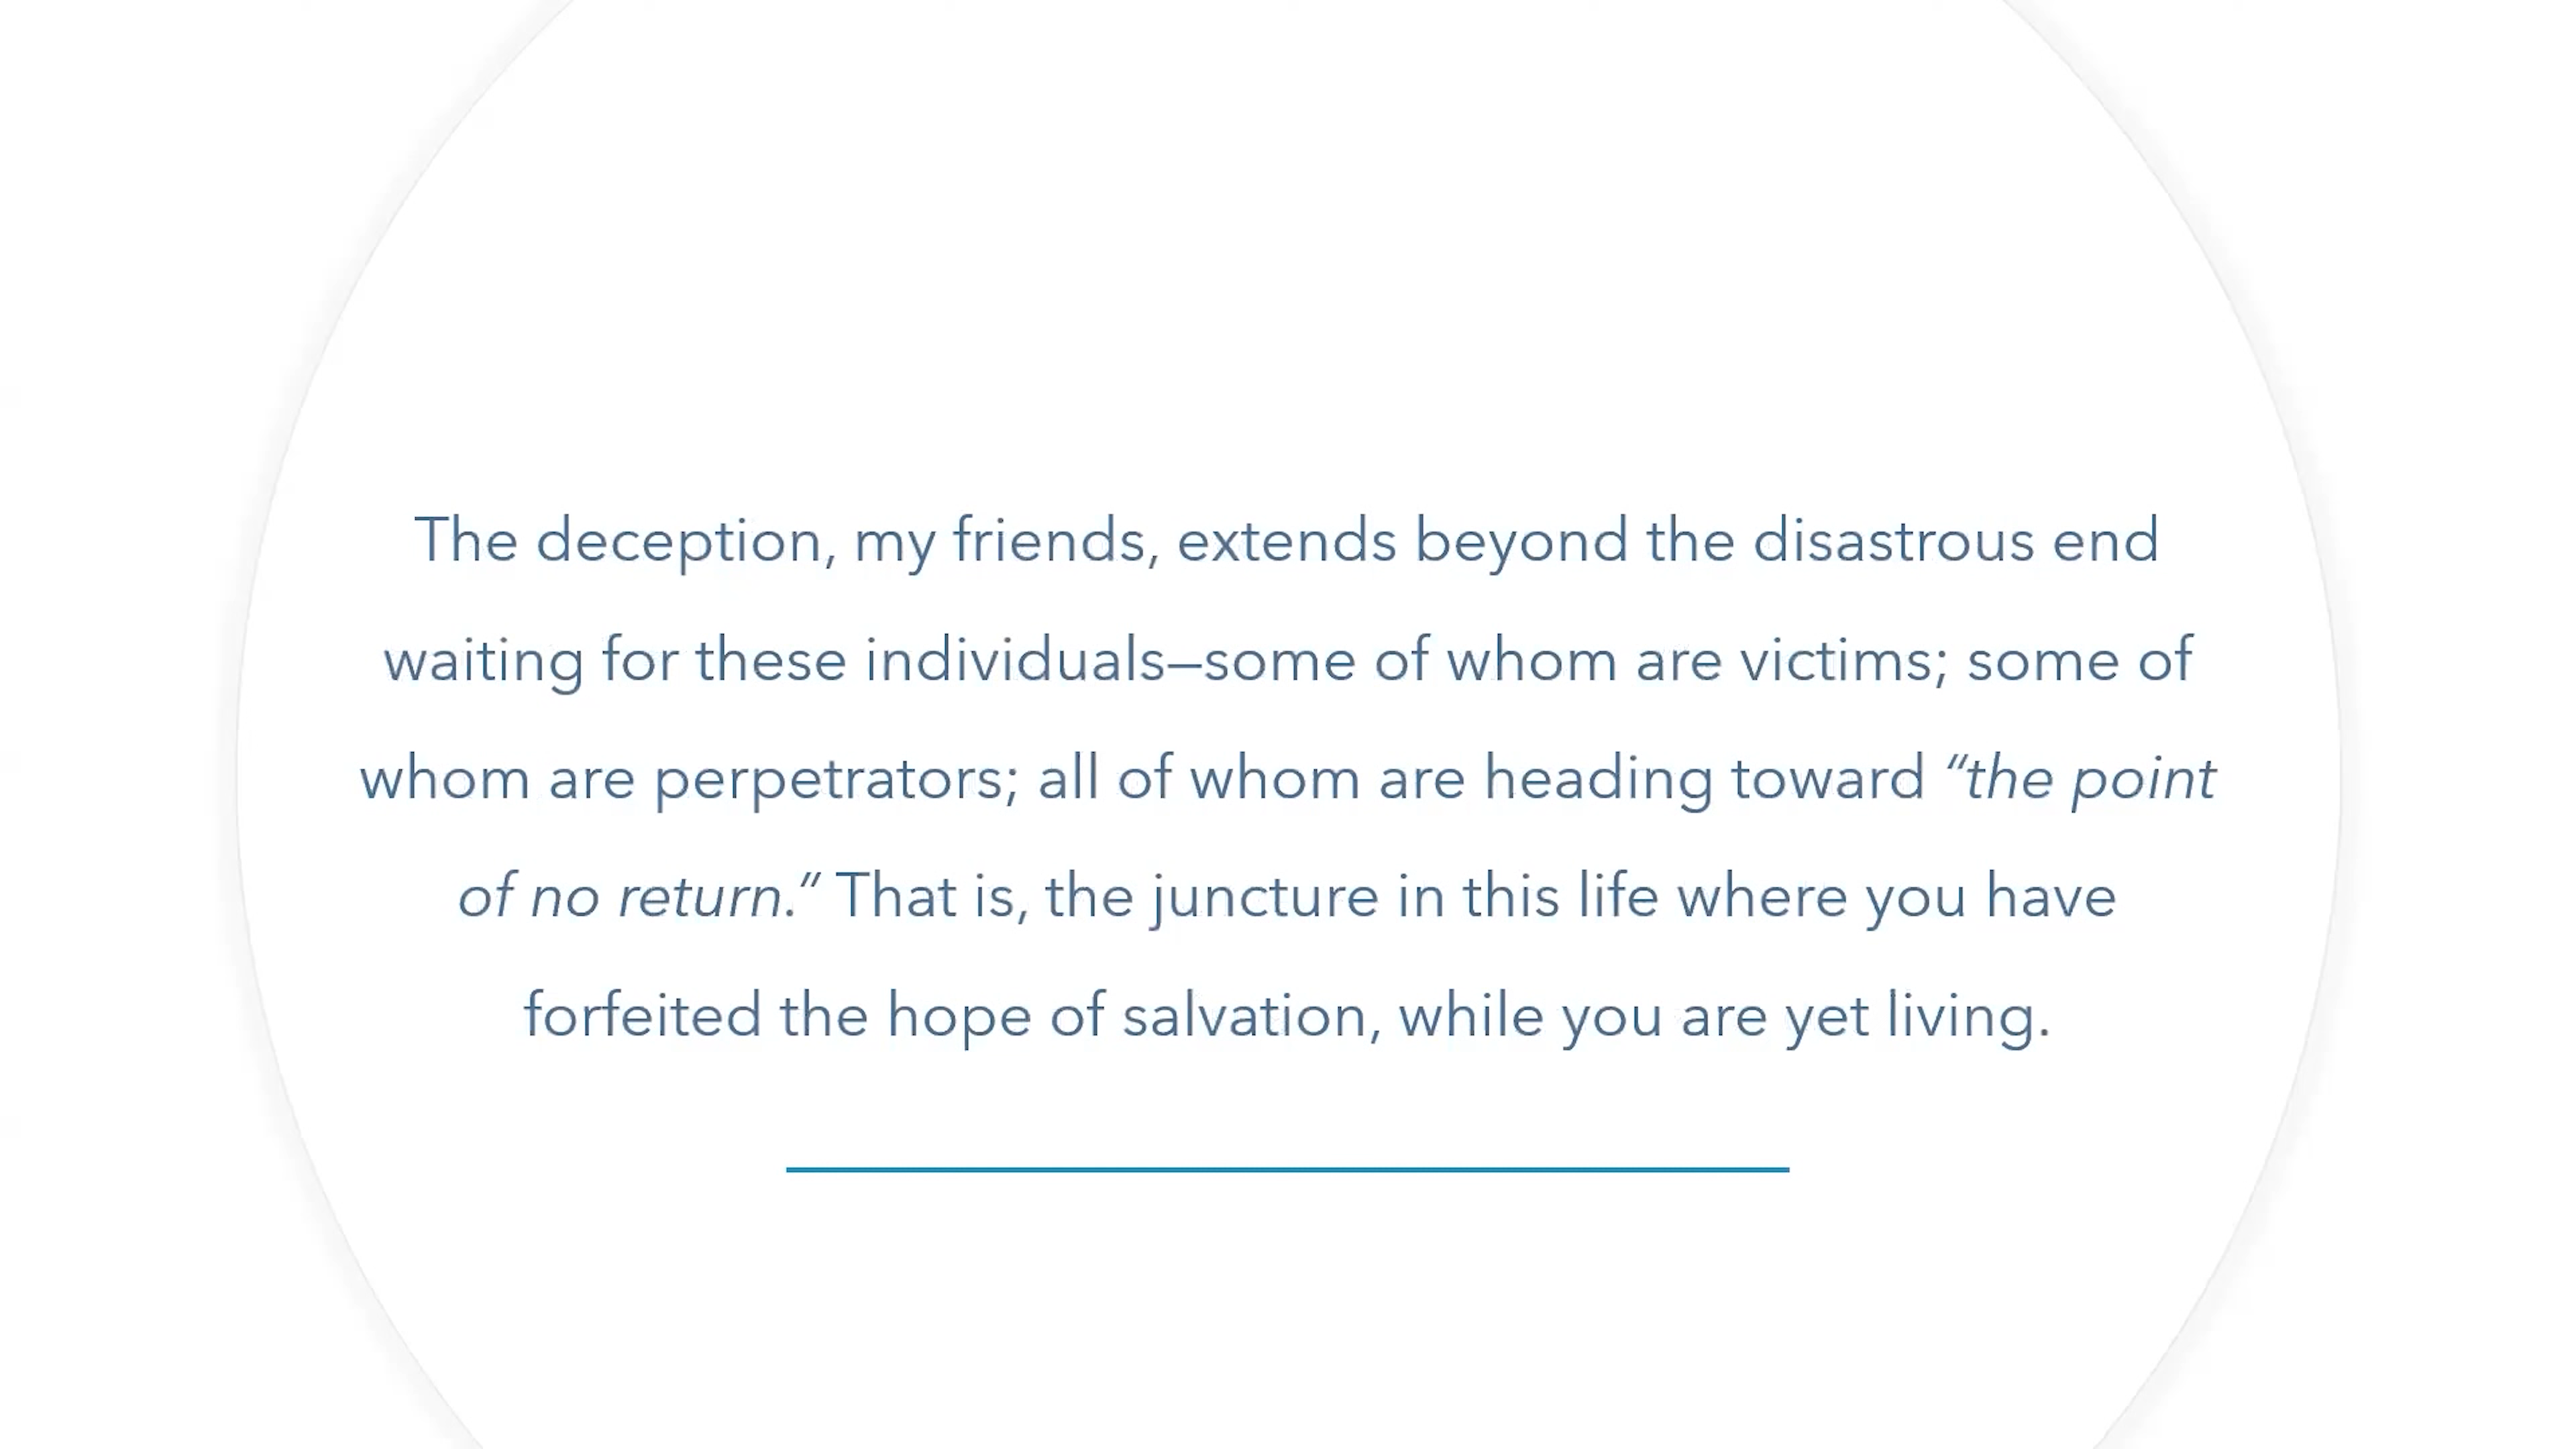 The deception, my friends, extends beyond the disastrous end
waiting for these individuals—some of whom are victims; some of
whom are perpetrators; all of whom are heading toward “the point
of no return.” That is, the juncture in this life where you have
forfeited the hope of salvation, while you are yet living.